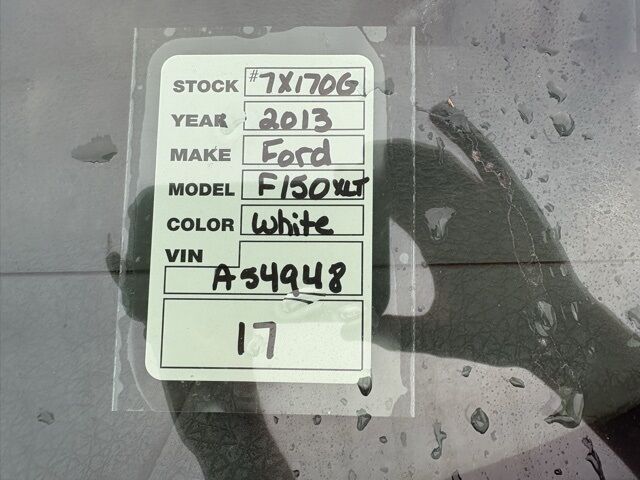 STOCK #7X170G
YEAR 2013
MAKE Ford
MODEL F150 XLT
COLOR White
VIN
A54948
17